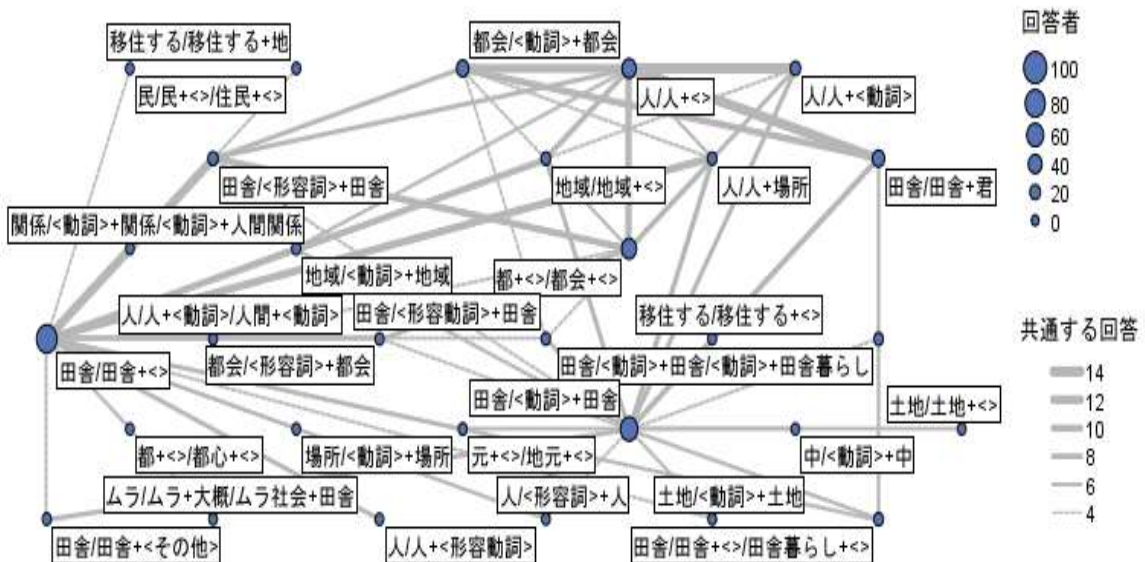 移住する/移住する+地
都会/<動詞>+都会
民/民+<>/住民+<>
人/人+<>
人/人+<動詞>
田舎/<形容詞>+田舎
地域/地域+<>
人/人+場所
田舎/田舎+君
関係/<動詞>+関係/<動詞>+人間関係
地域/<動詞>+地域
都+<>/都会+<>
人/人+<動詞>/人間+<動詞>
田舎/<形容動詞>+田舎
移住する/移住する+<>
田舎/田舎+<>
都会/<形容詞>+都会
田舎/<動詞>+田舎/<動詞>+田舎暮らし
田舎/<動詞>+田舎
土地/土地+<>
都+<>/都心+<>
場所/<動詞>+場所
元+<>/地元+<>
中/<動詞>+中
ムラ/ムラ+大概/ムラ社会+田舎
人/<形容詞>+人
土地/<動詞>+土地
田舎/田舎+<その他>
人/人+<形容動詞>
田舎/田舎+<>/田舎暮らし+<>
回答者
100
80
60
40
20
0
共通する回答
14
12
10
8
6
4